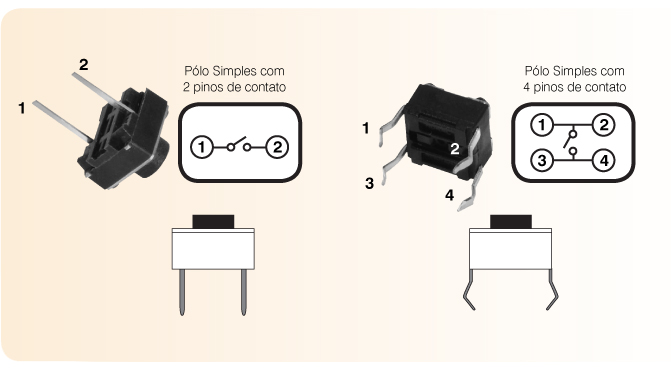 2
1
Pólo Simples com
2 pinos de contato
1 2
1
2
3
4
Pólo Simples com
4 pinos de contato
1 2
3 4